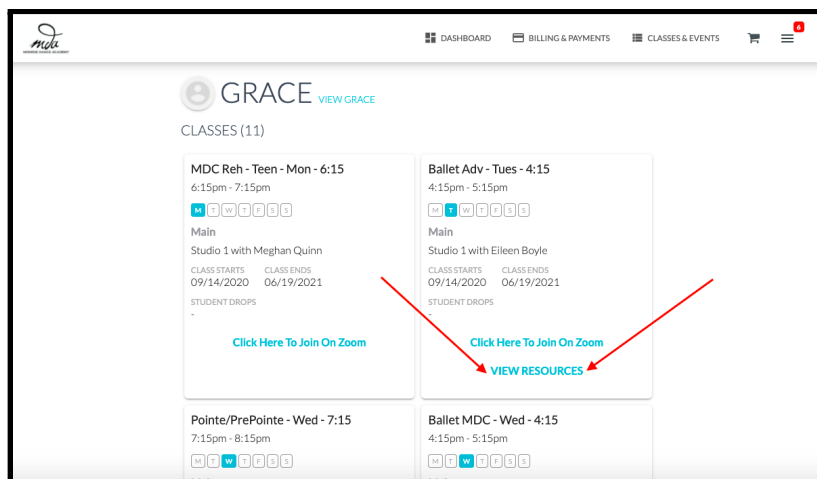 mda
DASHBOARD BILLING & PAYMENTS CLASSES & EVENTS 6
GRACE VIEW GRACE
CLASSES (11)
MDC Reh - Teen - Mon - 6:15
6:15pm - 7:15pm
M T W T F S S
Main
Studio 1 with Meghan Quinn
CLASS STARTS CLASS ENDS
09/14/2020 06/19/2021
STUDENT DROPS
-
Click Here To Join On Zoom
Ballet Adv - Tues - 4:15
4:15pm - 5:15pm
M T W T F S S
Main
Studio 1 with Eileen Boyle
CLASS STARTS CLASS ENDS
09/14/2020 06/19/2021
STUDENT DROPS
-
Click Here To Join On Zoom
VIEW RESOURCES
Pointe/PrePointe - Wed - 7:15
7:15pm - 8:15pm
M T W T F S S
Ballet MDC - Wed - 4:15
4:15pm - 5:15pm
M T W T F S S